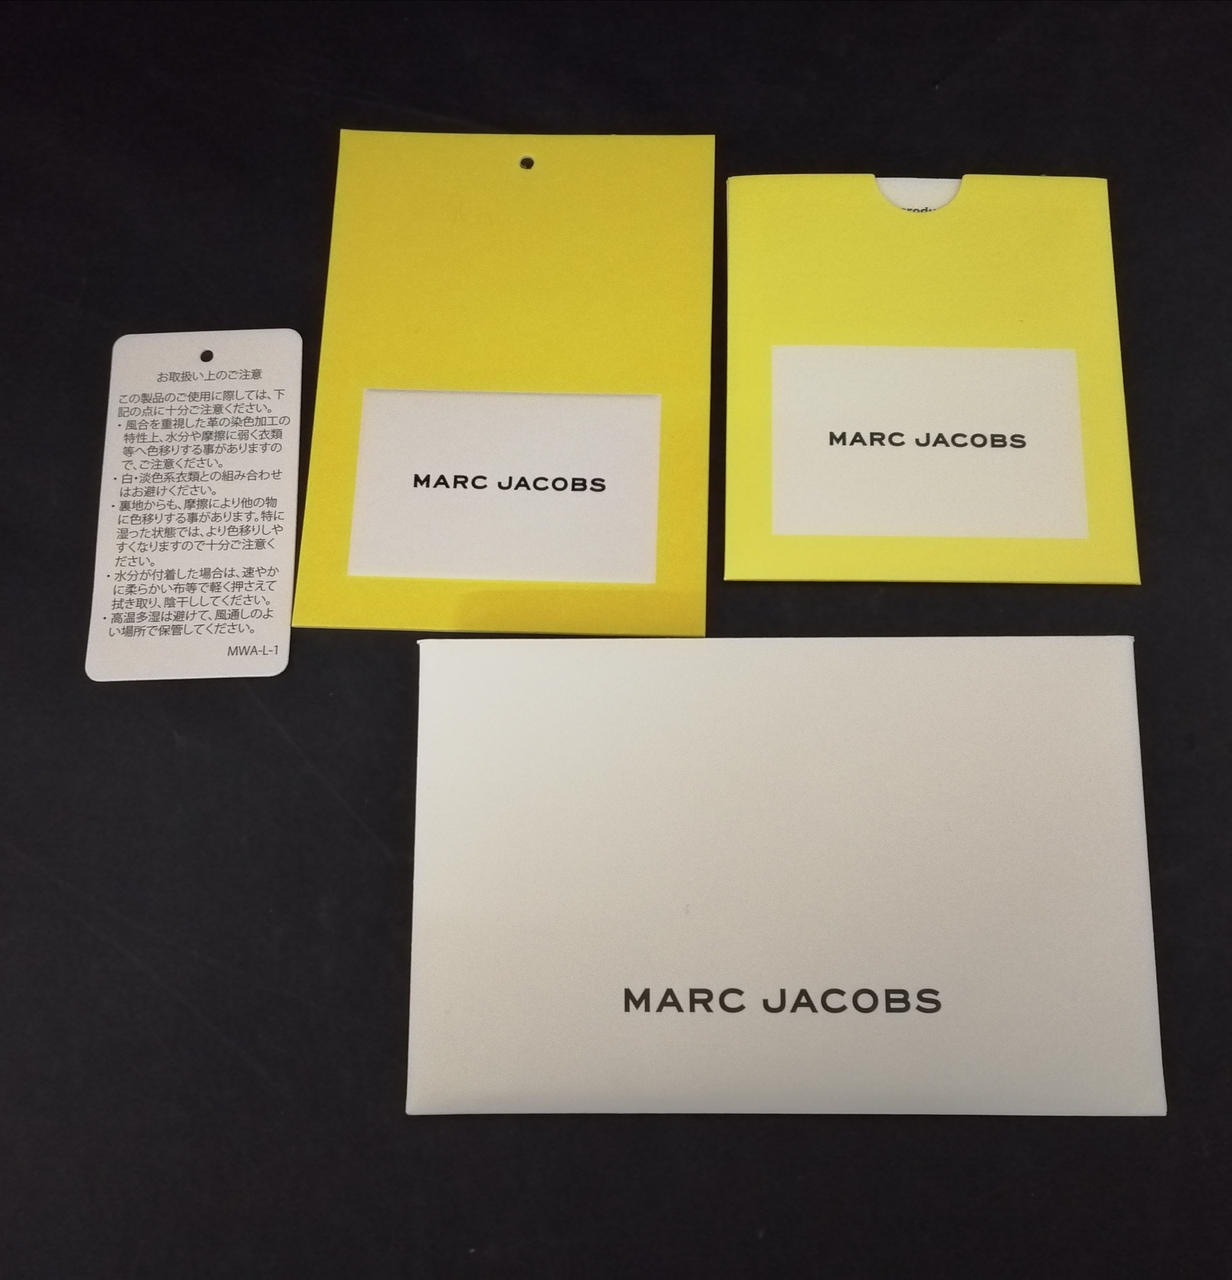 お取扱い上のご注意
この製品のご使用に際しては、下
記の点に十分ご注意ください。
・風合を重視した革の染色加工の
特性上、水分や摩擦に弱く衣類
等へ色移りする事がありますの
で、ご注意ください。
・白・淡色系衣類との組み合わせ
はお避けください。
・裏地からも、摩擦により他の物
に色移りする事があります。特に
湿った状態では、より色移りしや
すくなりますので十分ご注意く
ださい。
・水分が付着した場合は、速やか
に柔らかい布等で軽く押さえて
拭き取り、陰干ししてください。
・高温多湿は避けて、風通しのよ
い場所で保管してください。
MWA-L-1
MARC JACOBS
MARC JACOBS
MARC JACOBS